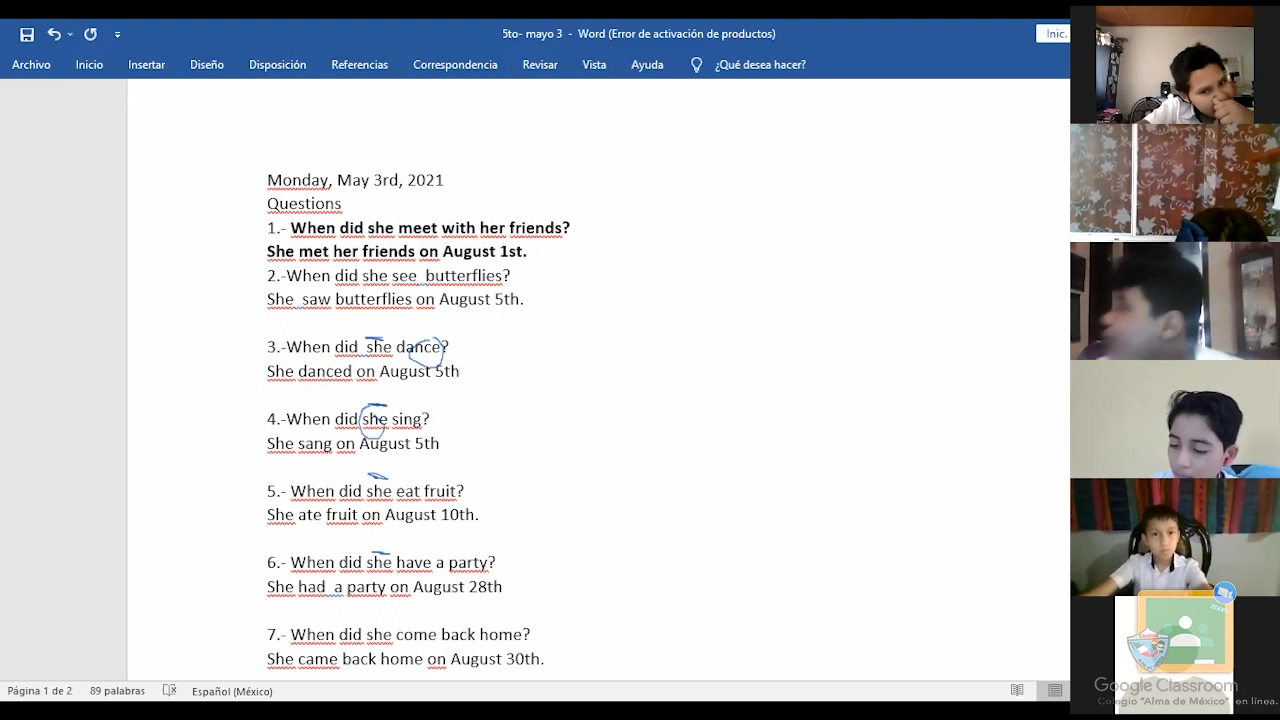 5to- mayo 3 - Word (Error de activación de productos)
Inic.
Archivo Inicio Insertar Diseño Disposición Referencias Correspondencia Revisar Vista Ayuda ¿Qué desea hacer?
Monday, May 3rd, 2021
Questions
1.- When did she meet with her friends?
She met her friends on August 1st.
2.-When did she see butterflies?
She saw butterflies on August 5th.
3.-When did she dance?
She danced on August 5th
4.-When did she sing?
She sang on August 5th
5.- When did she eat fruit?
She ate fruit on August 10th.
6.- When did she have a party?
She had a party on August 28th
7.- When did she come back home?
She came back home on August 30th.
Página 1 de 2 89 palabras Español (México)
zoom
Google Classroom
Colegio "Alma de México" en línea.